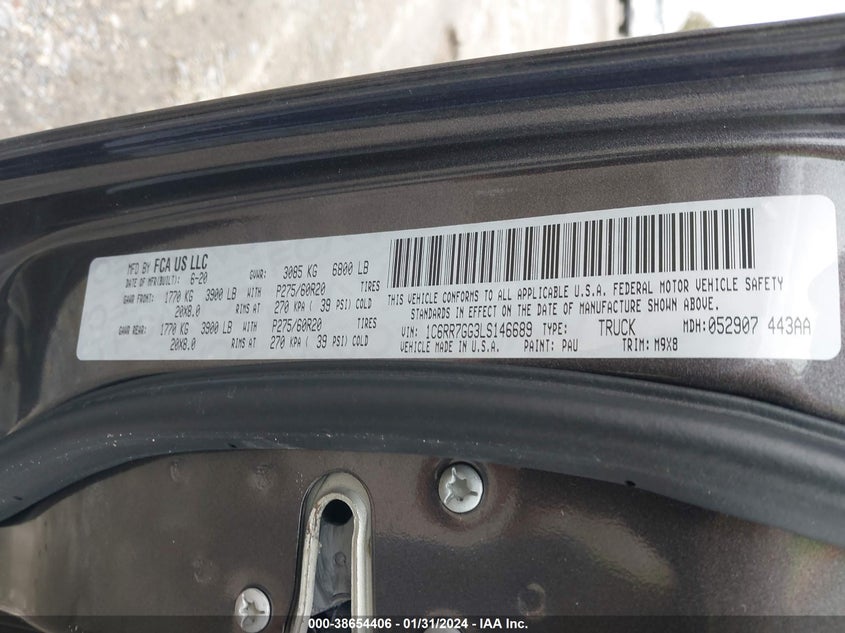 MFD BY FCA US LLC
DATE OF MFR(BUILT): 6-20 GVWR: 3085 KG 6800 LB
GAWR FRONT: 1770 KG 3900 LB WITH P275/60R20 TIRES
20X8.0 RIMS AT 270 KPA ( 39 PSI) COLD
GAWR REAR: 1770 KG 3900 LB WITH P275/60R20 TIRES
20X8.0 RIMS AT 270 KPA ( 39 PSI) COLD
THIS VEHICLE CONFORMS TO ALL APPLICABLE U.S.A. FEDERAL MOTOR VEHICLE SAFETY
STANDARDS IN EFFECT ON THE DATE OF MANUFACTURE SHOWN ABOVE.
VIN: 1C6RR7GG3LS146689 TYPE: TRUCK MDH:052907 443AA
VEHICLE MADE IN U.S.A. PAINT: PAU TRIM: M9X8
000-38654406 - 01/31/2024 - IAA Inc.